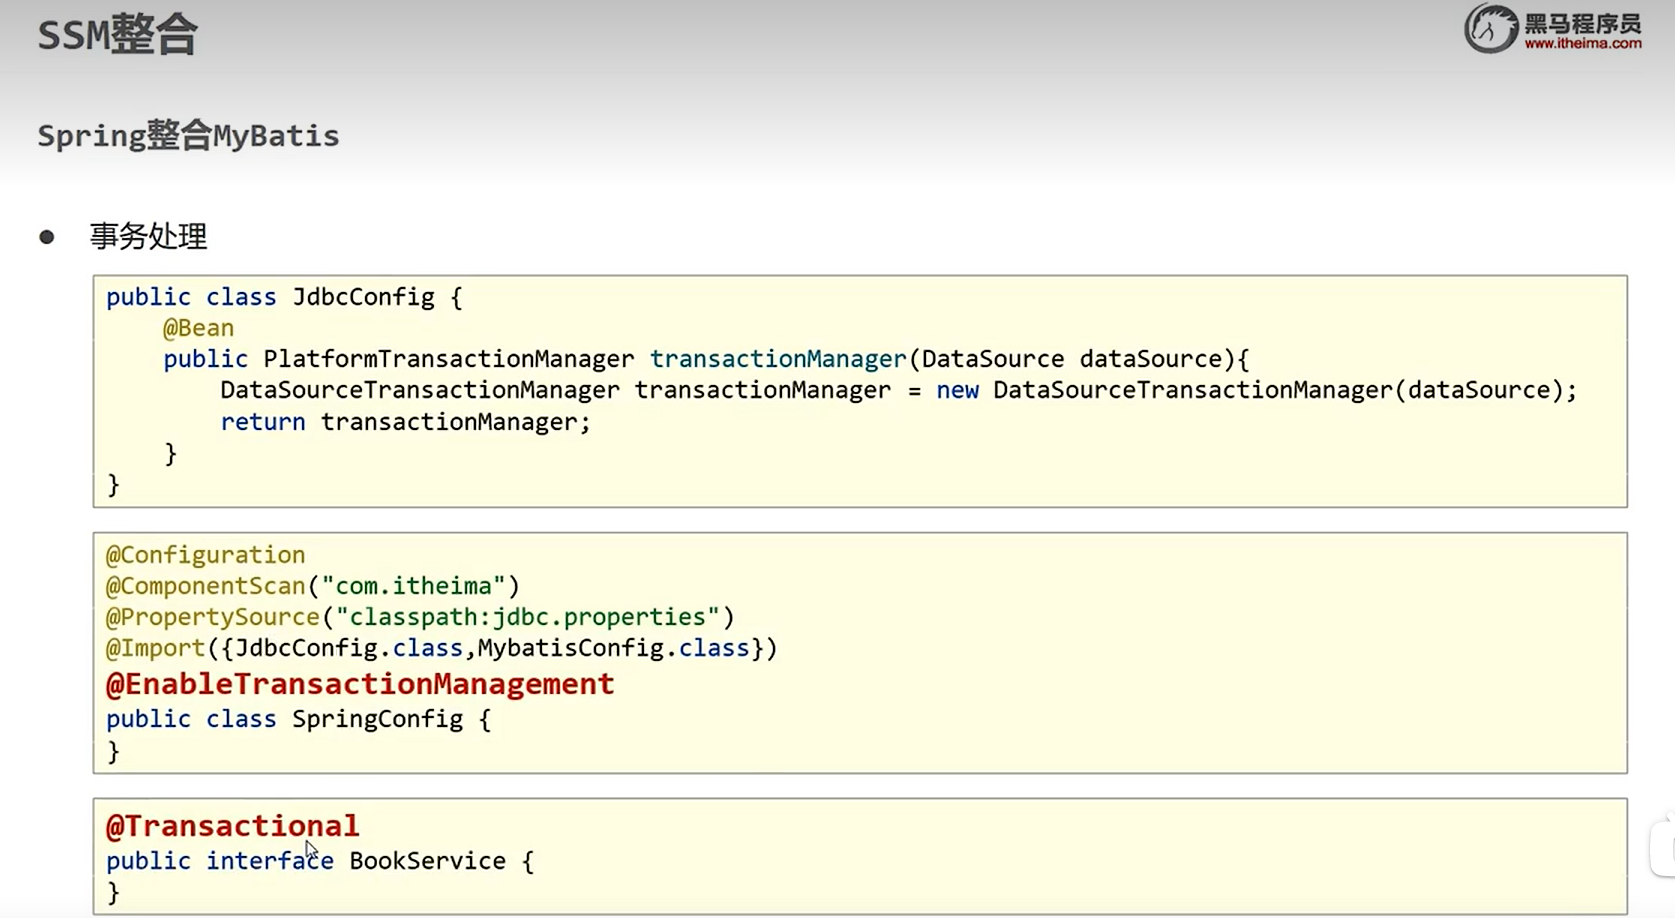 SSM整合
黑马程序员
www.itheima.com
Spring整合MyBatis
● 事务处理
public class JdbcConfig {
    @Bean
    public PlatformTransactionManager transactionManager(DataSource dataSource){
        DataSourceTransactionManager transactionManager = new DataSourceTransactionManager(dataSource);
        return transactionManager;
    }
}
@Configuration
@ComponentScan("com.itheima")
@PropertySource("classpath:jdbc.properties")
@Import({JdbcConfig.class,MybatisConfig.class})
@EnableTransactionManagement
public class SpringConfig {
}
@Transactional
public interface BookService {
}